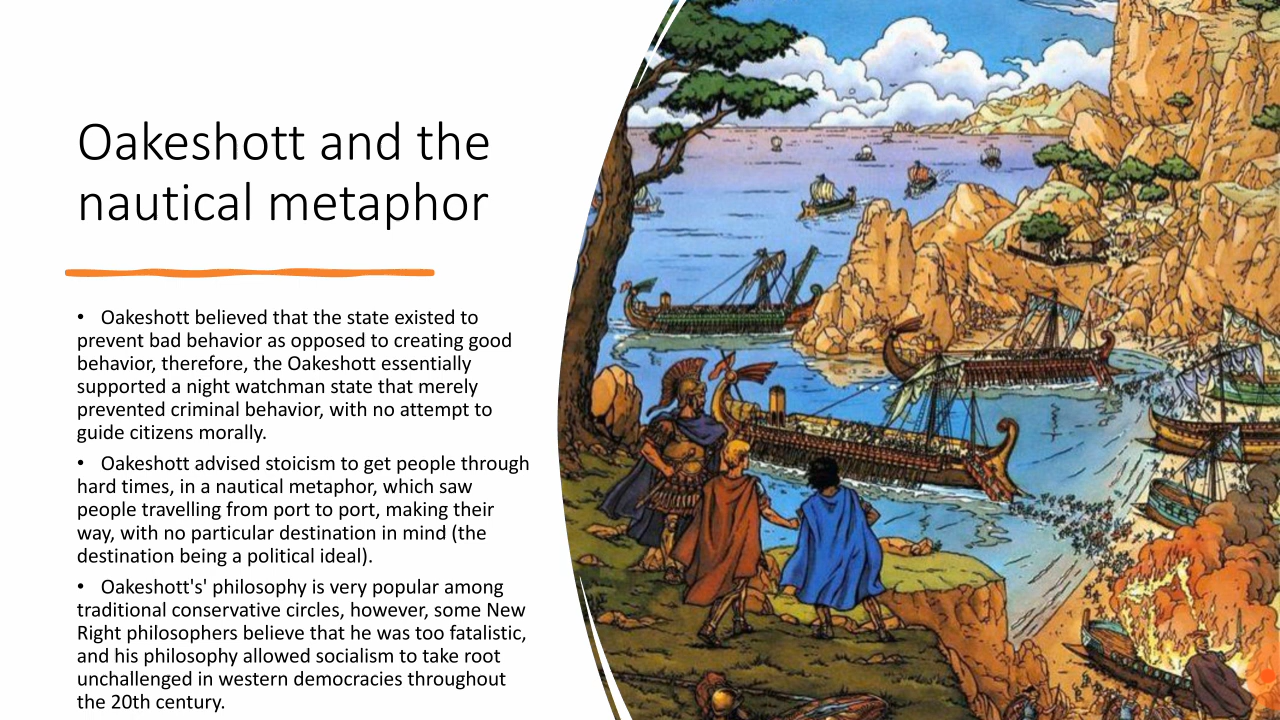 Oakeshott and the
nautical metaphor
• Oakeshott believed that the state existed to
prevent bad behavior as opposed to creating good
behavior, therefore, the Oakeshott essentially
supported a night watchman state that merely
prevented criminal behavior, with no attempt to
guide citizens morally.
• Oakeshott advised stoicism to get people through
hard times, in a nautical metaphor, which saw
people travelling from port to port, making their
way, with no particular destination in mind (the
destination being a political ideal).
• Oakeshott's' philosophy is very popular among
traditional conservative circles, however, some New
Right philosophers believe that he was too fatalistic,
and his philosophy allowed socialism to take root
unchallenged in western democracies throughout
the 20th century.